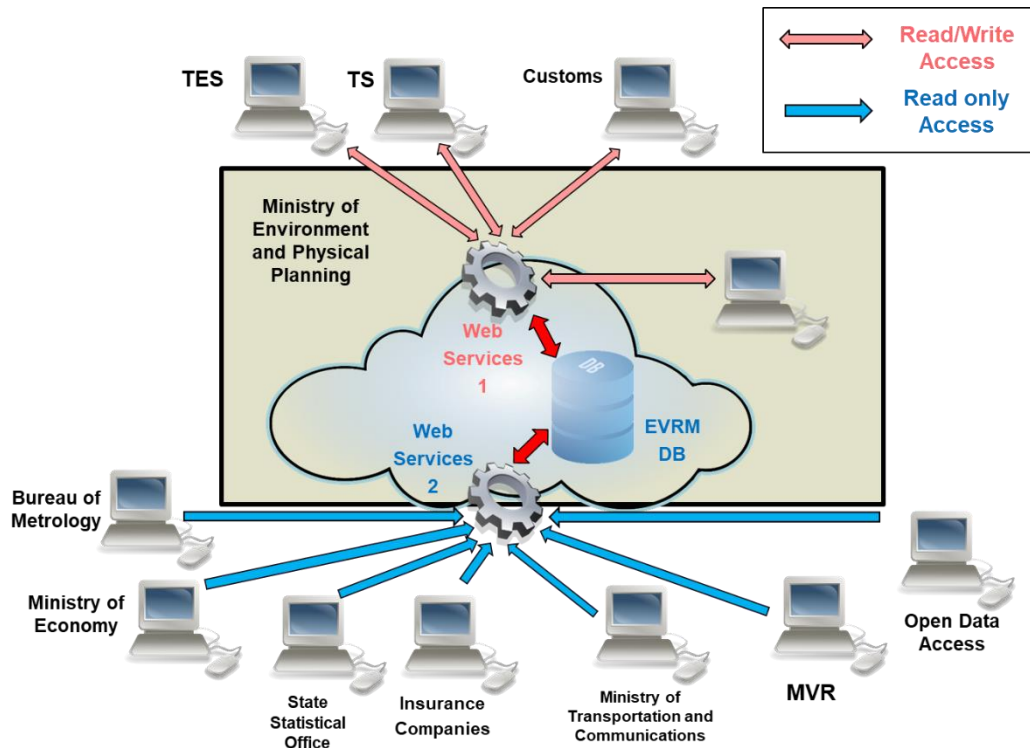 TES
TS
Customs
Read/Write
Access
Read only
Access
Ministry of
Environment
and Physical
Planning
Web
Services
1
DB
Web
Services
2
EVRM
DB
Bureau of
Metrology
Ministry of
Economy
State
Statistical
Office
Insurance
Companies
Ministry of
Transportation and
Communications
MVR
Open Data
Access